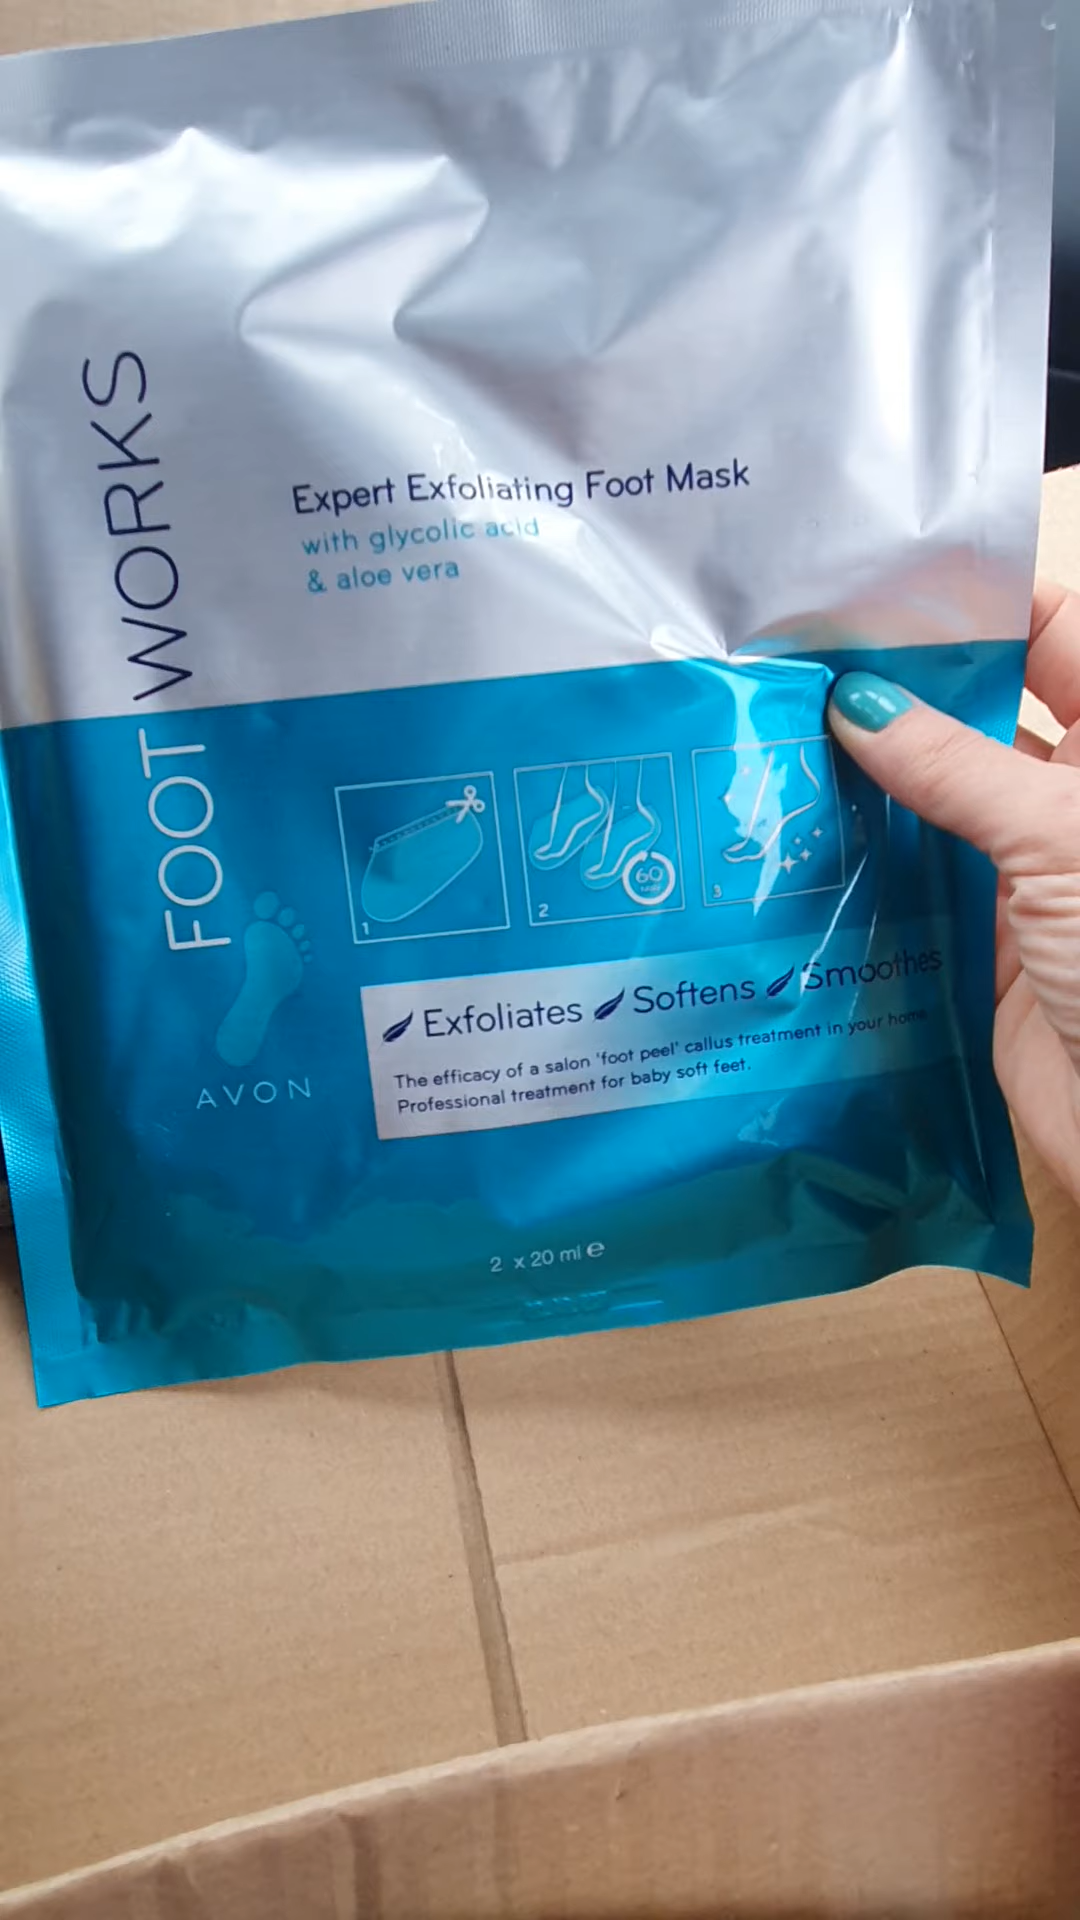 FOOT WORKS
Expert Exfoliating Foot Mask
with glycolic acid
& aloe vera
1
2
60
3
Exfoliates Softens Smoothes
The efficacy of a salon 'foot peel' callus treatment in your home.
Professional treatment for baby soft feet.
AVON
2 x 20 ml e